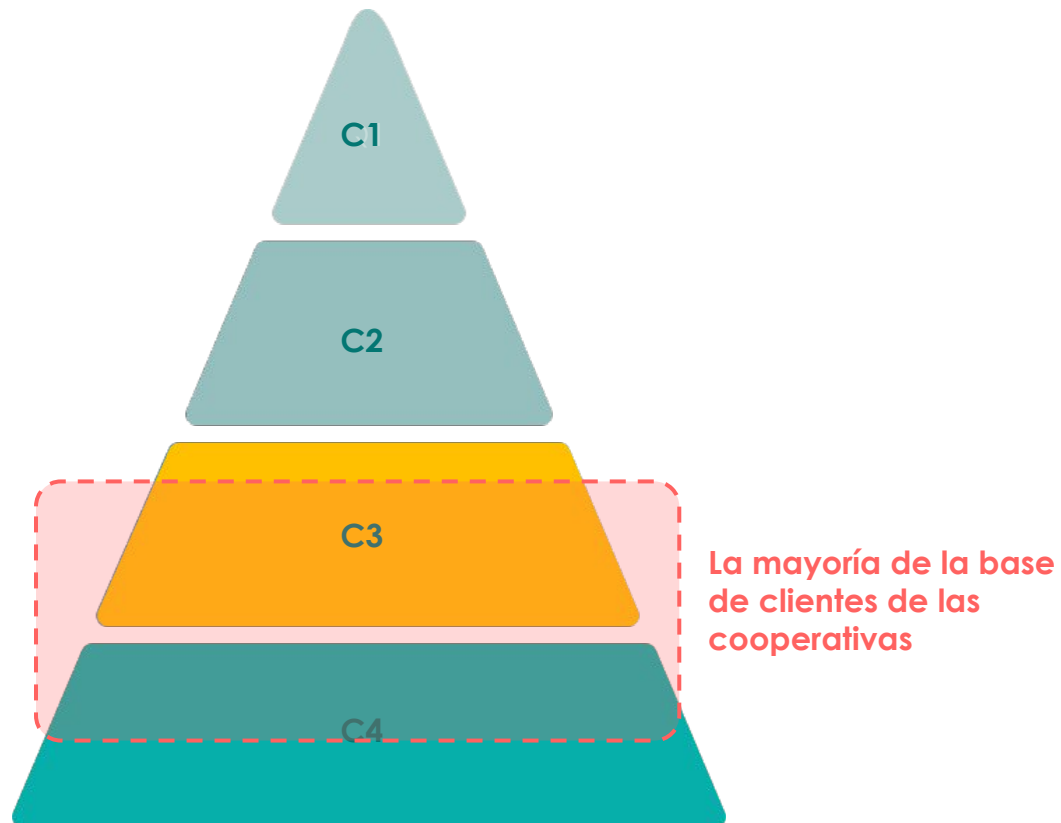 C1
C2
C3
La mayoría de la base
de clientes de las
cooperativas
C4